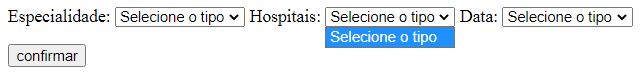 Especialidade: Selecione o tipo Hospitais: Selecione o tipo Data: Selecione o tipo
Selecione o tipo
confirmar